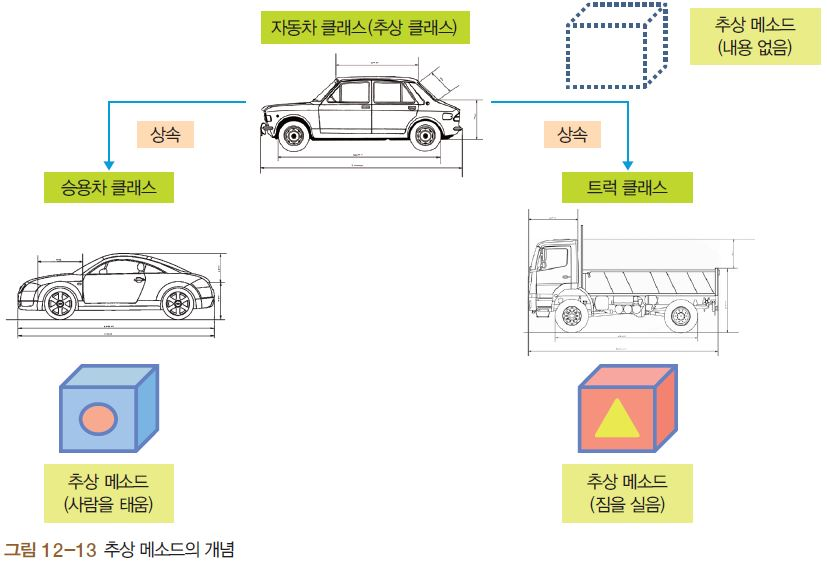 자동차 클래스(추상 클래스)
추상 메소드
(내용 없음)
상속
상속
승용차 클래스
트럭 클래스
추상 메소드
(사람을 태움)
추상 메소드
(짐을 실음)
그림 12-13 추상 메소드의 개념